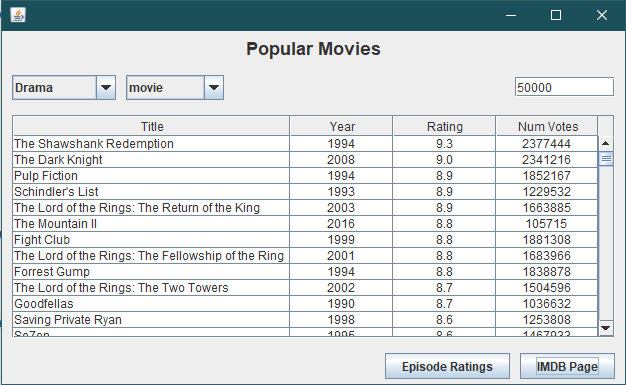 Popular Movies
Drama movie 50000
Title Year Rating Num Votes
The Shawshank Redemption 1994 9.3 2377444
The Dark Knight 2008 9.0 2341216
Pulp Fiction 1994 8.9 1852167
Schindler's List 1993 8.9 1229532
The Lord of the Rings: The Return of the King 2003 8.9 1663885
The Mountain II 2016 8.8 105715
Fight Club 1999 8.8 1881308
The Lord of the Rings: The Fellowship of the Ring 2001 8.8 1683966
Forrest Gump 1994 8.8 1838878
The Lord of the Rings: The Two Towers 2002 8.7 1504596
Goodfellas 1990 8.7 1036632
Saving Private Ryan 1998 8.6 1253808
Se7en 1995 8.6 1467933
Episode Ratings IMDB Page